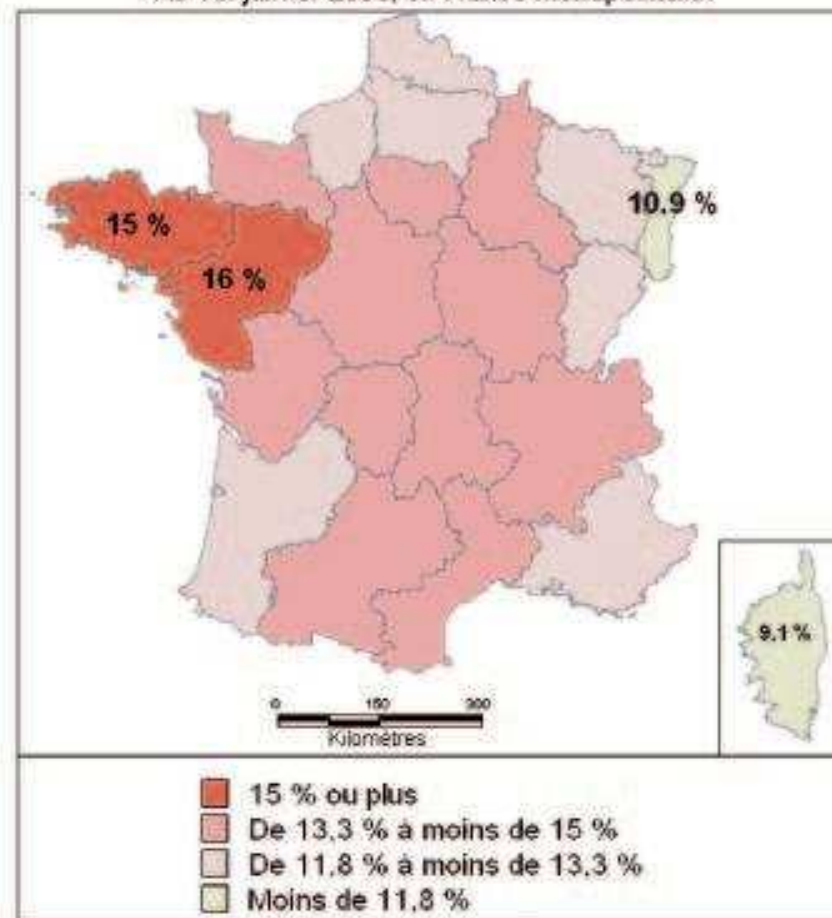 15 %
10.9 %
16 %
9.1 %
0 150 300
Kilomètres
15 % ou plus
De 13,3 % à moins de 15 %
De 11,8 % à moins de 13,3 %
Moins de 11,8 %